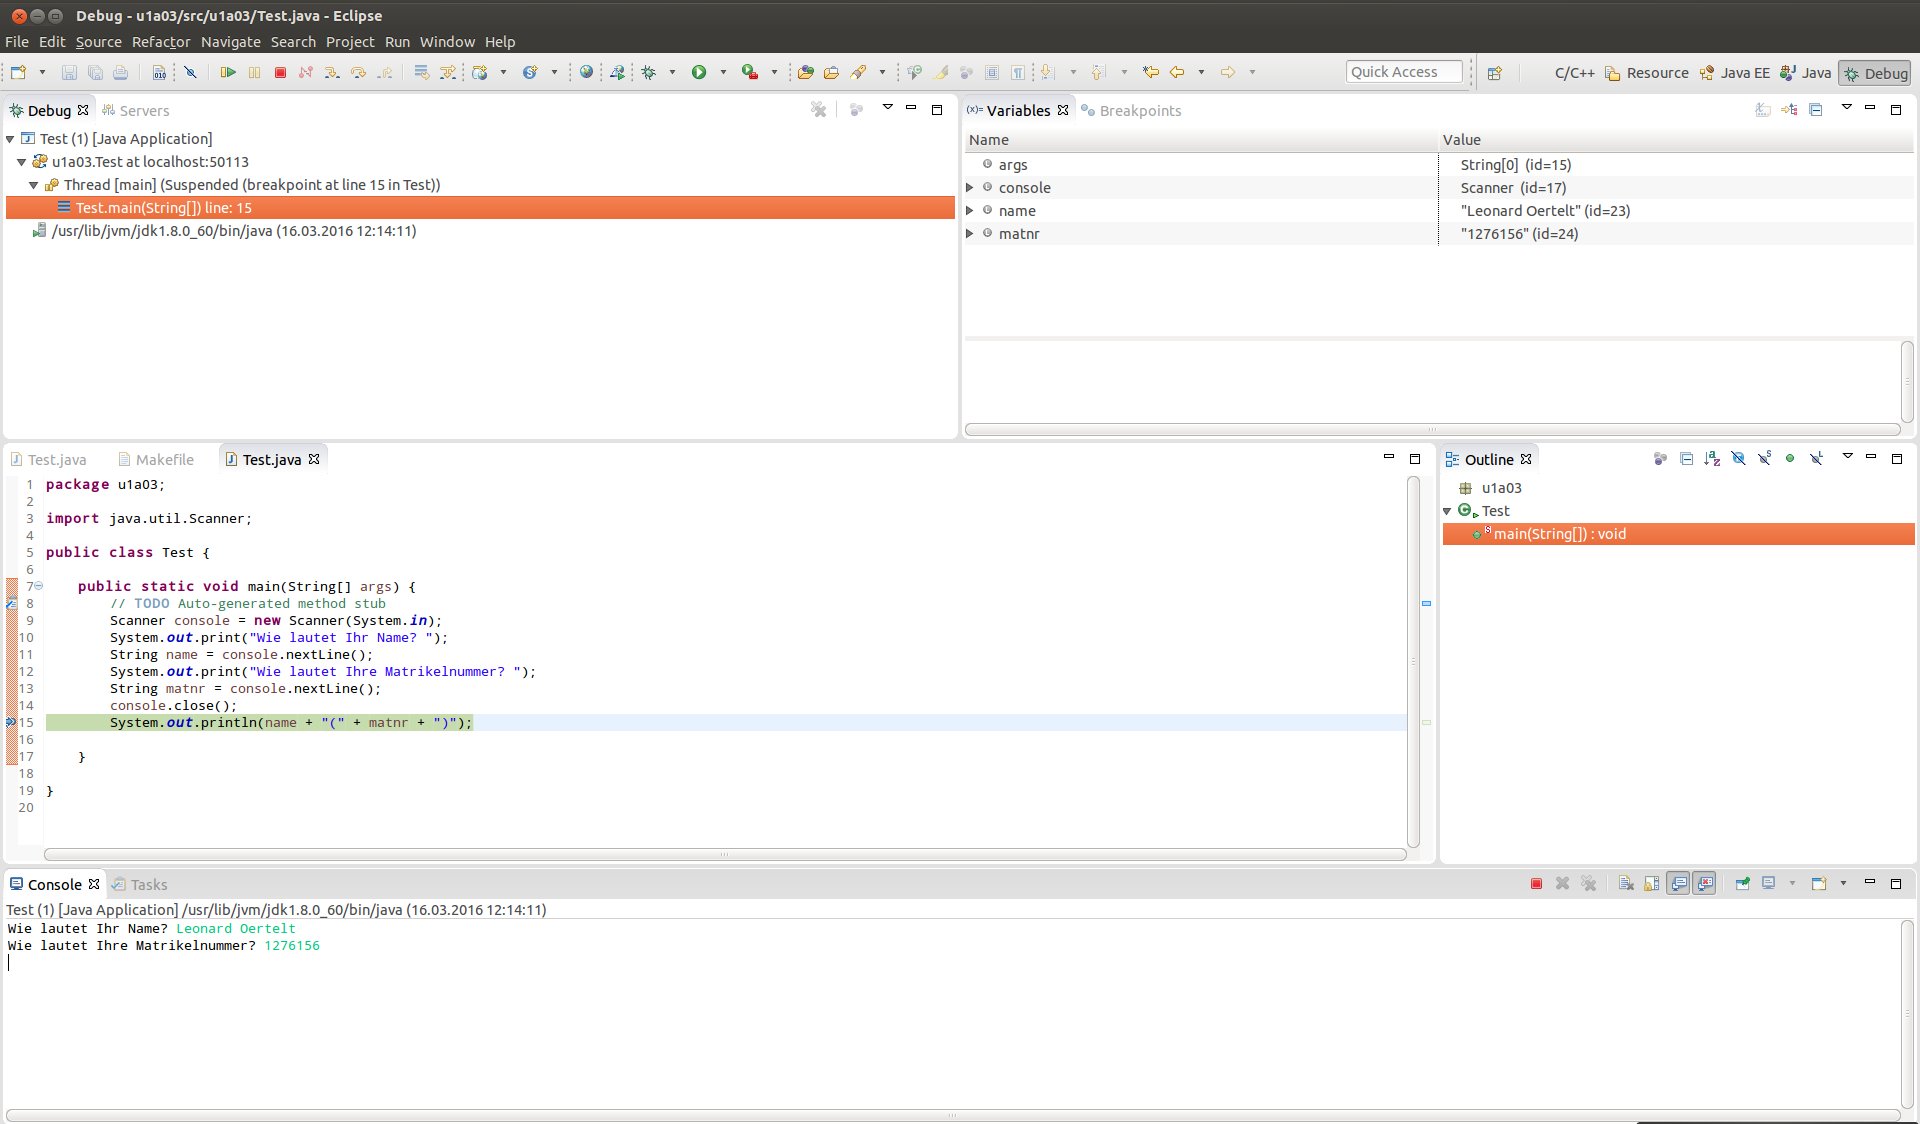 Debug - u1a03/src/u1a03/Test.java - Eclipse
File Edit Source Refactor Navigate Search Project Run Window Help
Quick Access C/C++ Resource Java EE Java Debug
Debug Servers
Test (1) [Java Application]
u1a03.Test at localhost:50113
Thread [main] (Suspended (breakpoint at line 15 in Test))
Test.main(String[]) line: 15
/usr/lib/jvm/jdk1.8.0_60/bin/java (16.03.2016 12:14:11)
(x)= Variables Breakpoints
Name Value
args String[0] (id=15)
console Scanner (id=17)
name "Leonard Oertelt" (id=23)
matnr "1276156" (id=24)
Test.java Makefile Test.java
1 package u1a03;
2
3 import java.util.Scanner;
4
5 public class Test {
6
7 public static void main(String[] args) {
8 // TODO Auto-generated method stub
9 Scanner console = new Scanner(System.in);
10 System.out.print("Wie lautet Ihr Name? ");
11 String name = console.nextLine();
12 System.out.print("Wie lautet Ihre Matrikelnummer? ");
13 String matnr = console.nextLine();
14 console.close();
15 System.out.println(name + "(" + matnr + ")");
16
17 }
18
19 }
20
Outline
u1a03
Test
main(String[]) : void
Console Tasks
Test (1) [Java Application] /usr/lib/jvm/jdk1.8.0_60/bin/java (16.03.2016 12:14:11)
Wie lautet Ihr Name? Leonard Oertelt
Wie lautet Ihre Matrikelnummer? 1276156